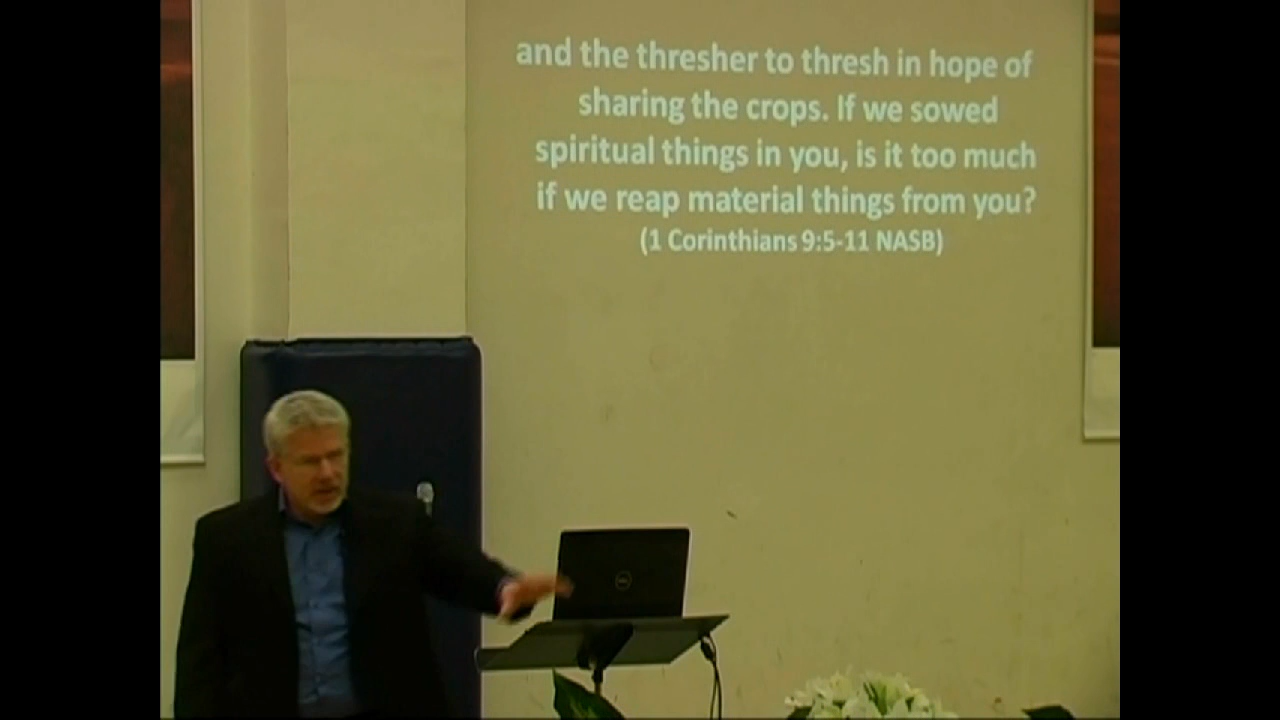 and the thresher to thresh in hope of
sharing the crops. If we sowed
spiritual things in you, is it too much
if we reap material things from you?
(1 Corinthians 9:5-11 NASB)
DELL